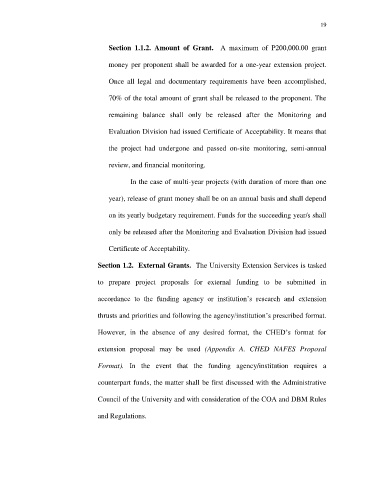 19
Section 1.1.2. Amount of Grant. A maximum of P200,000.00 grant
money per proponent shall be awarded for a one-year extension project.
Once all legal and documentary requirements have been accomplished,
70% of the total amount of grant shall be released to the proponent. The
remaining balance shall only be released after the Monitoring and
Evaluation Division had issued Certificate of Acceptability. It means that
the project had undergone and passed on-site monitoring, semi-annual
review, and financial monitoring.
In the case of multi-year projects (with duration of more than one
year), release of grant money shall be on an annual basis and shall depend
on its yearly budgetary requirement. Funds for the succeeding year/s shall
only be released after the Monitoring and Evaluation Division had issued
Certificate of Acceptability.
Section 1.2. External Grants. The University Extension Services is tasked
to prepare project proposals for external funding to be submitted in
accordance to the funding agency or institution's research and extension
thrusts and priorities and following the agency/institution's prescribed format.
However, in the absence of any desired format, the CHED's format for
extension proposal may be used (Appendix A. CHED NAFES Proposal
Format). In the event that the funding agency/institution requires a
counterpart funds, the matter shall be first discussed with the Administrative
Council of the University and with consideration of the COA and DBM Rules
and Regulations.